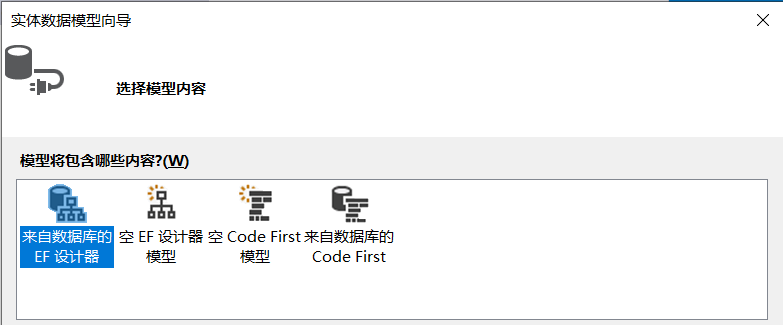 实体数据模型向导
选择模型内容
模型将包含哪些内容?(W)
来自数据库的
EF 设计器
空 EF 设计器
模型
空 Code First
模型
来自数据库的
Code First